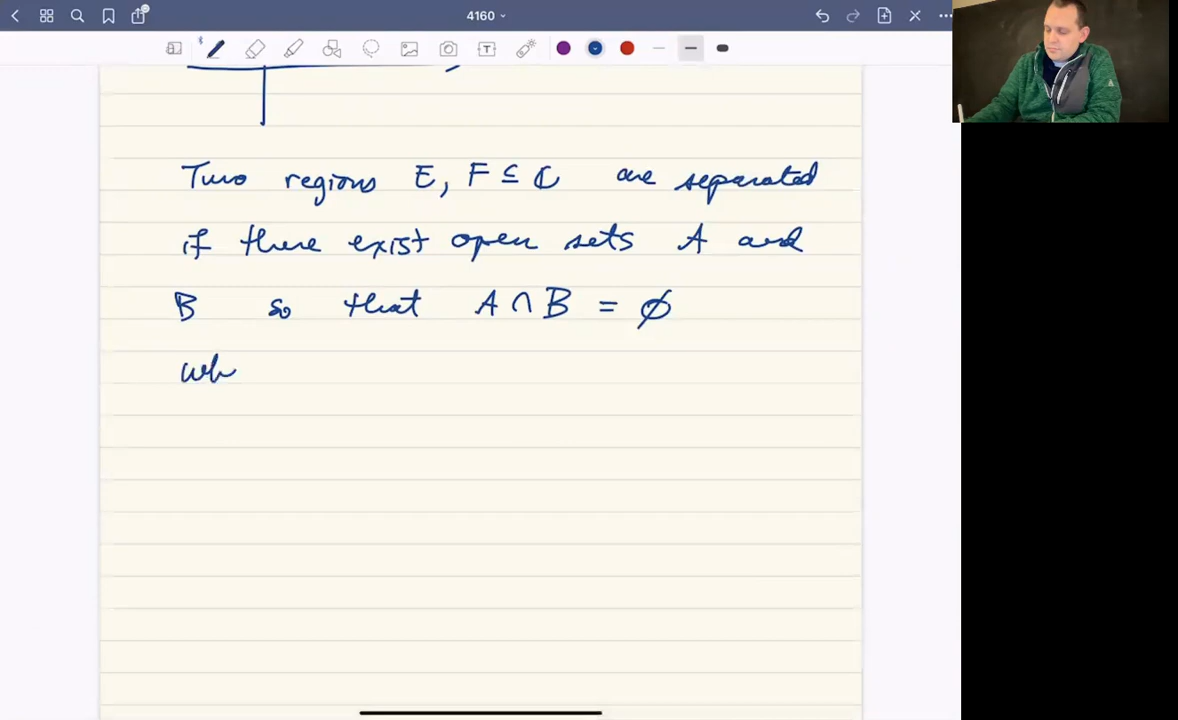 4160
Two regions E, F ⊆ ℂ are separated
if there exist open sets A and
B so that A ∩ B = ∅
wh